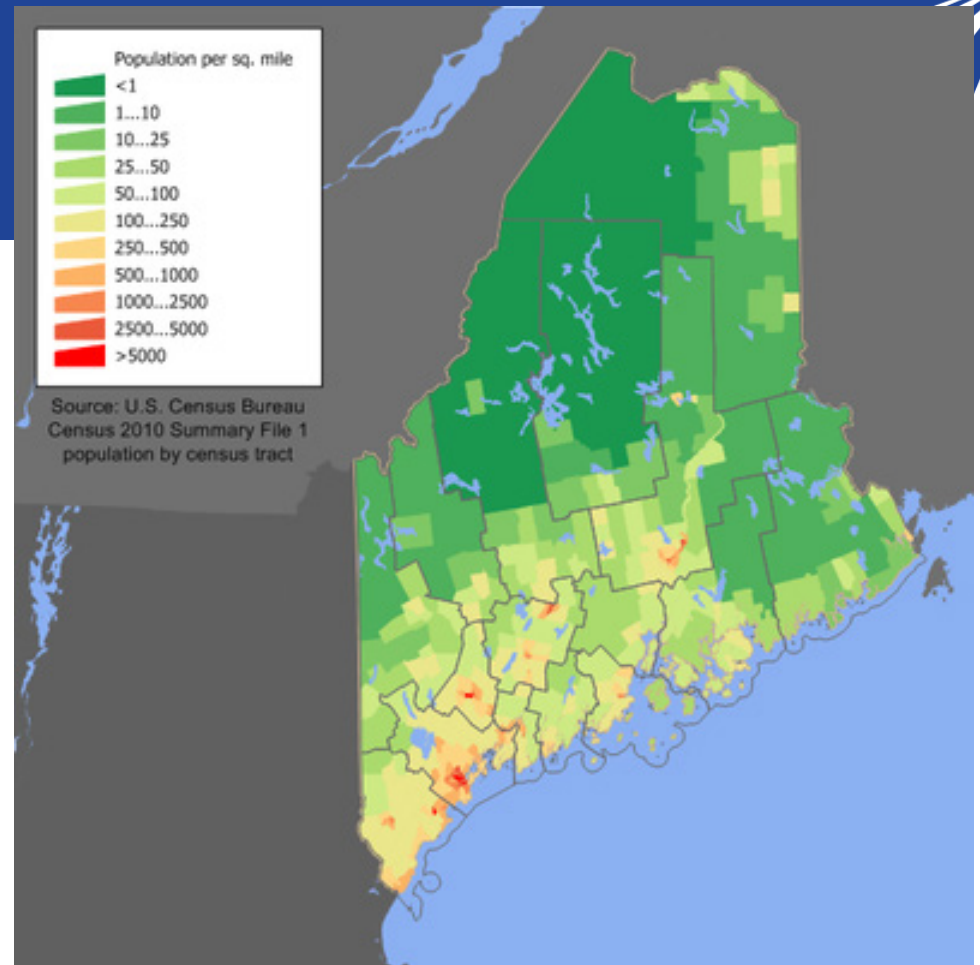 Population per sq. mile
<1
1...10
10...25
25...50
50...100
100...250
250...500
500...1000
1000...2500
2500...5000
>5000
Source: U.S. Census Bureau
Census 2010 Summary File 1
population by census tract